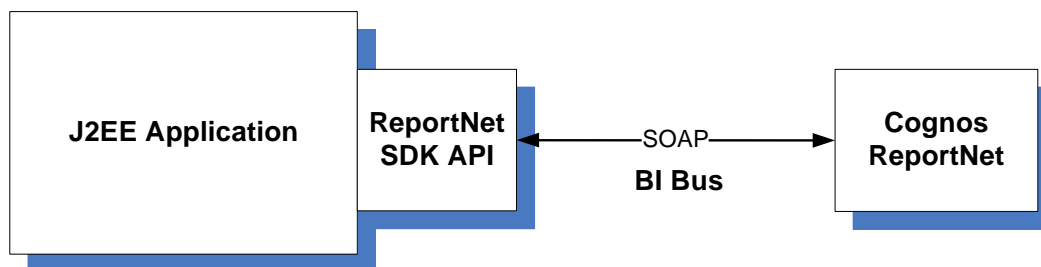 J2EE Application
ReportNet
SDK API
SOAP
BI Bus
Cognos
ReportNet